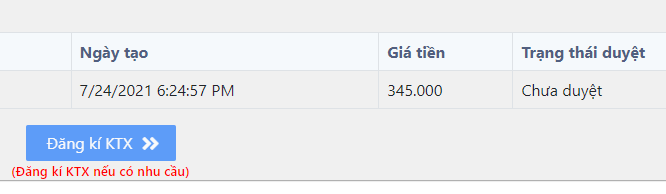 Ngày tạo Giá tiền Trạng thái duyệt
7/24/2021 6:24:57 PM 345.000 Chưa duyệt
Đăng kí KTX
(Đăng kí KTX nếu có nhu cầu)